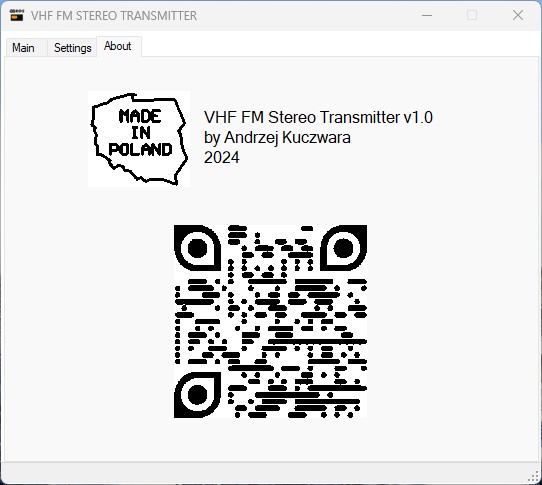 VHF FM STEREO TRANSMITTER
Main Settings About
MADE
IN
POLAND
VHF FM Stereo Transmitter v1.0
by Andrzej Kuczwara
2024